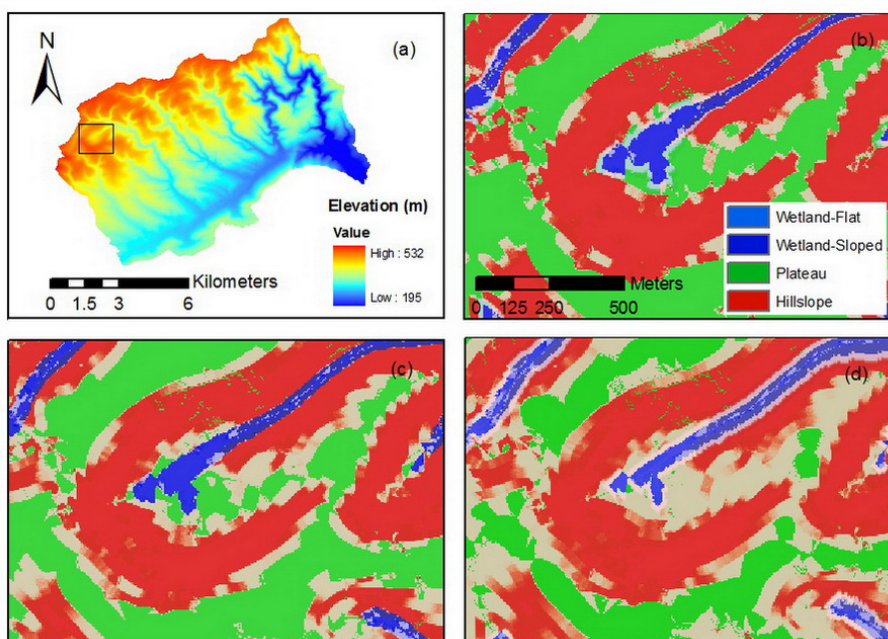 N
(a)
Elevation (m)
Value
High : 532
Low : 195
Kilometers
0 1.5 3 6
(b)
Wetland-Flat
Wetland-Sloped
Plateau
Hillslope
Meters
0 125 250 500
(c)
(d)